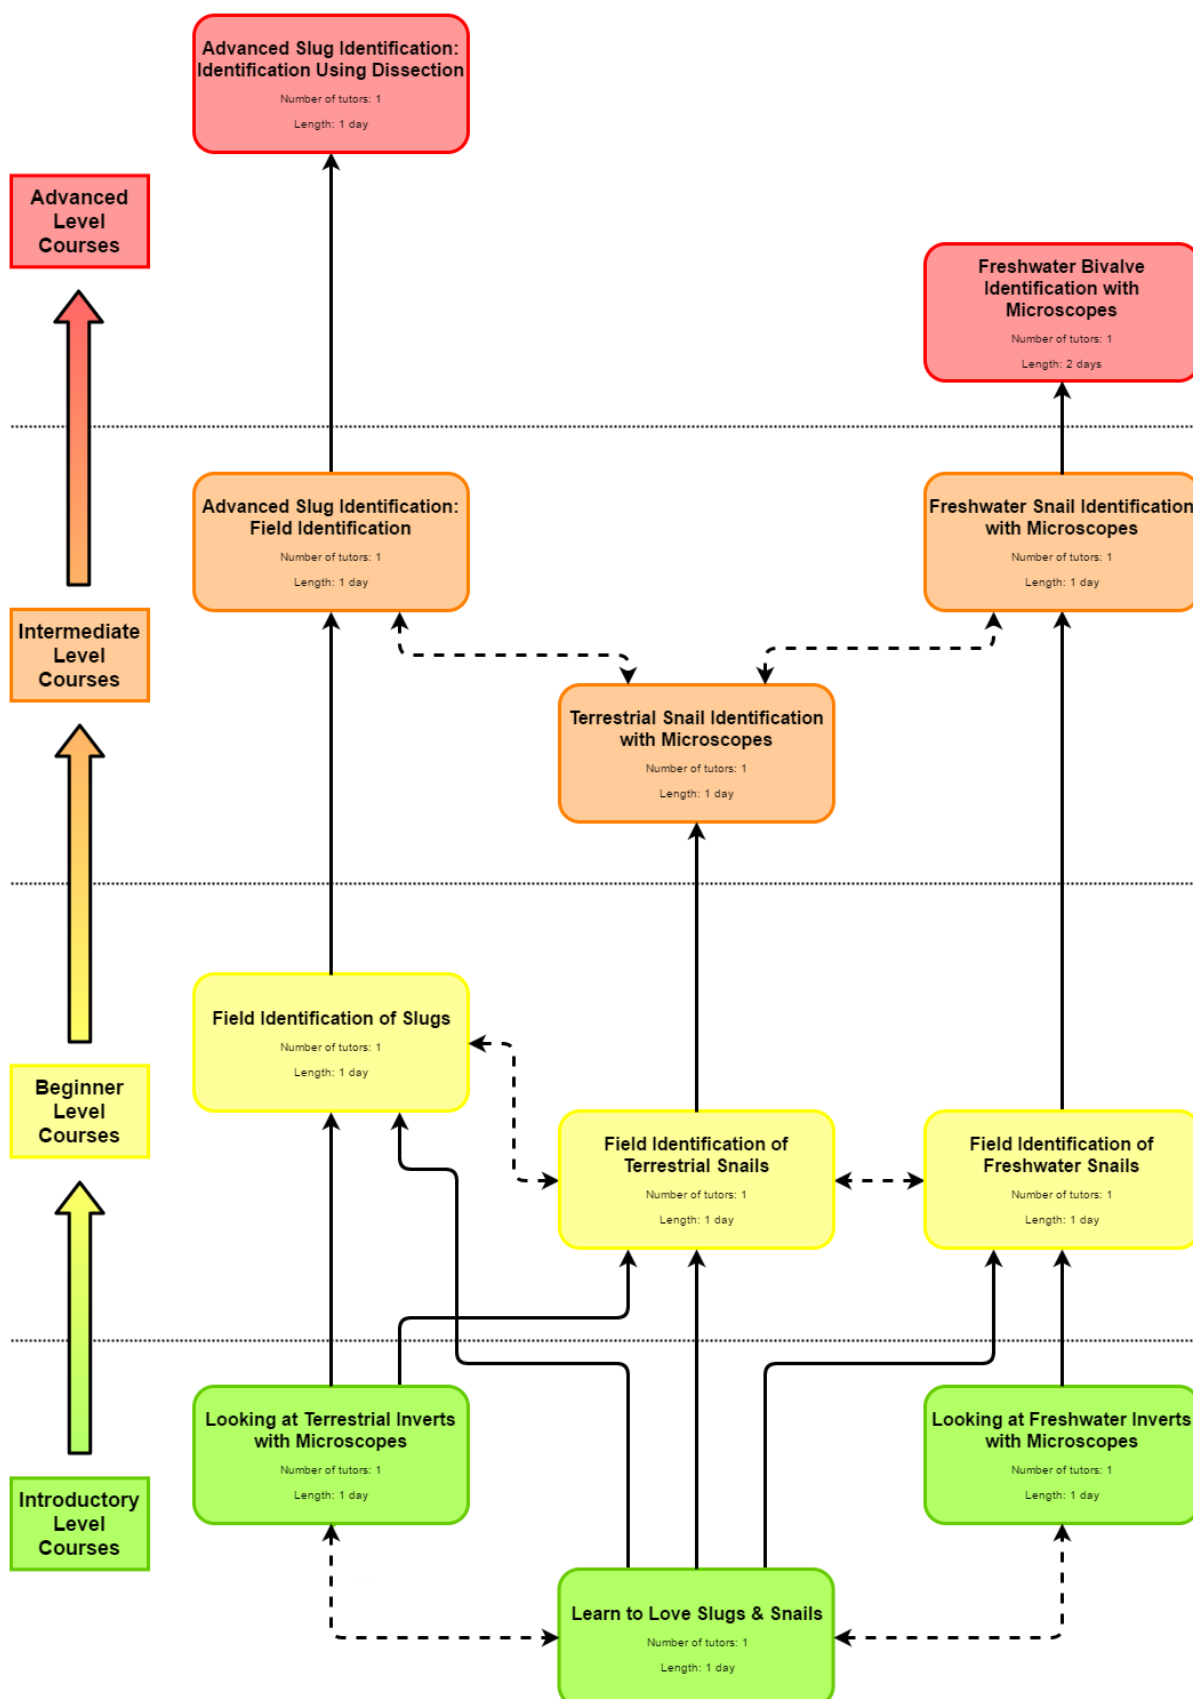 Advanced Slug Identification:
Identification Using Dissection
Number of tutors: 1
Length: 1 day
Advanced
Level
Courses
Freshwater Bivalve
Identification with
Microscopes
Number of tutors: 1
Length: 2 days
Advanced Slug Identification:
Field Identification
Number of tutors: 1
Length: 1 day
Freshwater Snail Identification
with Microscopes
Number of tutors: 1
Length: 1 day
Intermediate
Level
Courses
Terrestrial Snail Identification
with Microscopes
Number of tutors: 1
Length: 1 day
Field Identification of Slugs
Number of tutors: 1
Length: 1 day
Beginner
Level
Courses
Field Identification of
Terrestrial Snails
Number of tutors: 1
Length: 1 day
Field Identification of
Freshwater Snails
Number of tutors: 1
Length: 1 day
Looking at Terrestrial Inverts
with Microscopes
Number of tutors: 1
Length: 1 day
Looking at Freshwater Inverts
with Microscopes
Number of tutors: 1
Length: 1 day
Introductory
Level
Courses
Learn to Love Slugs & Snails
Number of tutors: 1
Length: 1 day